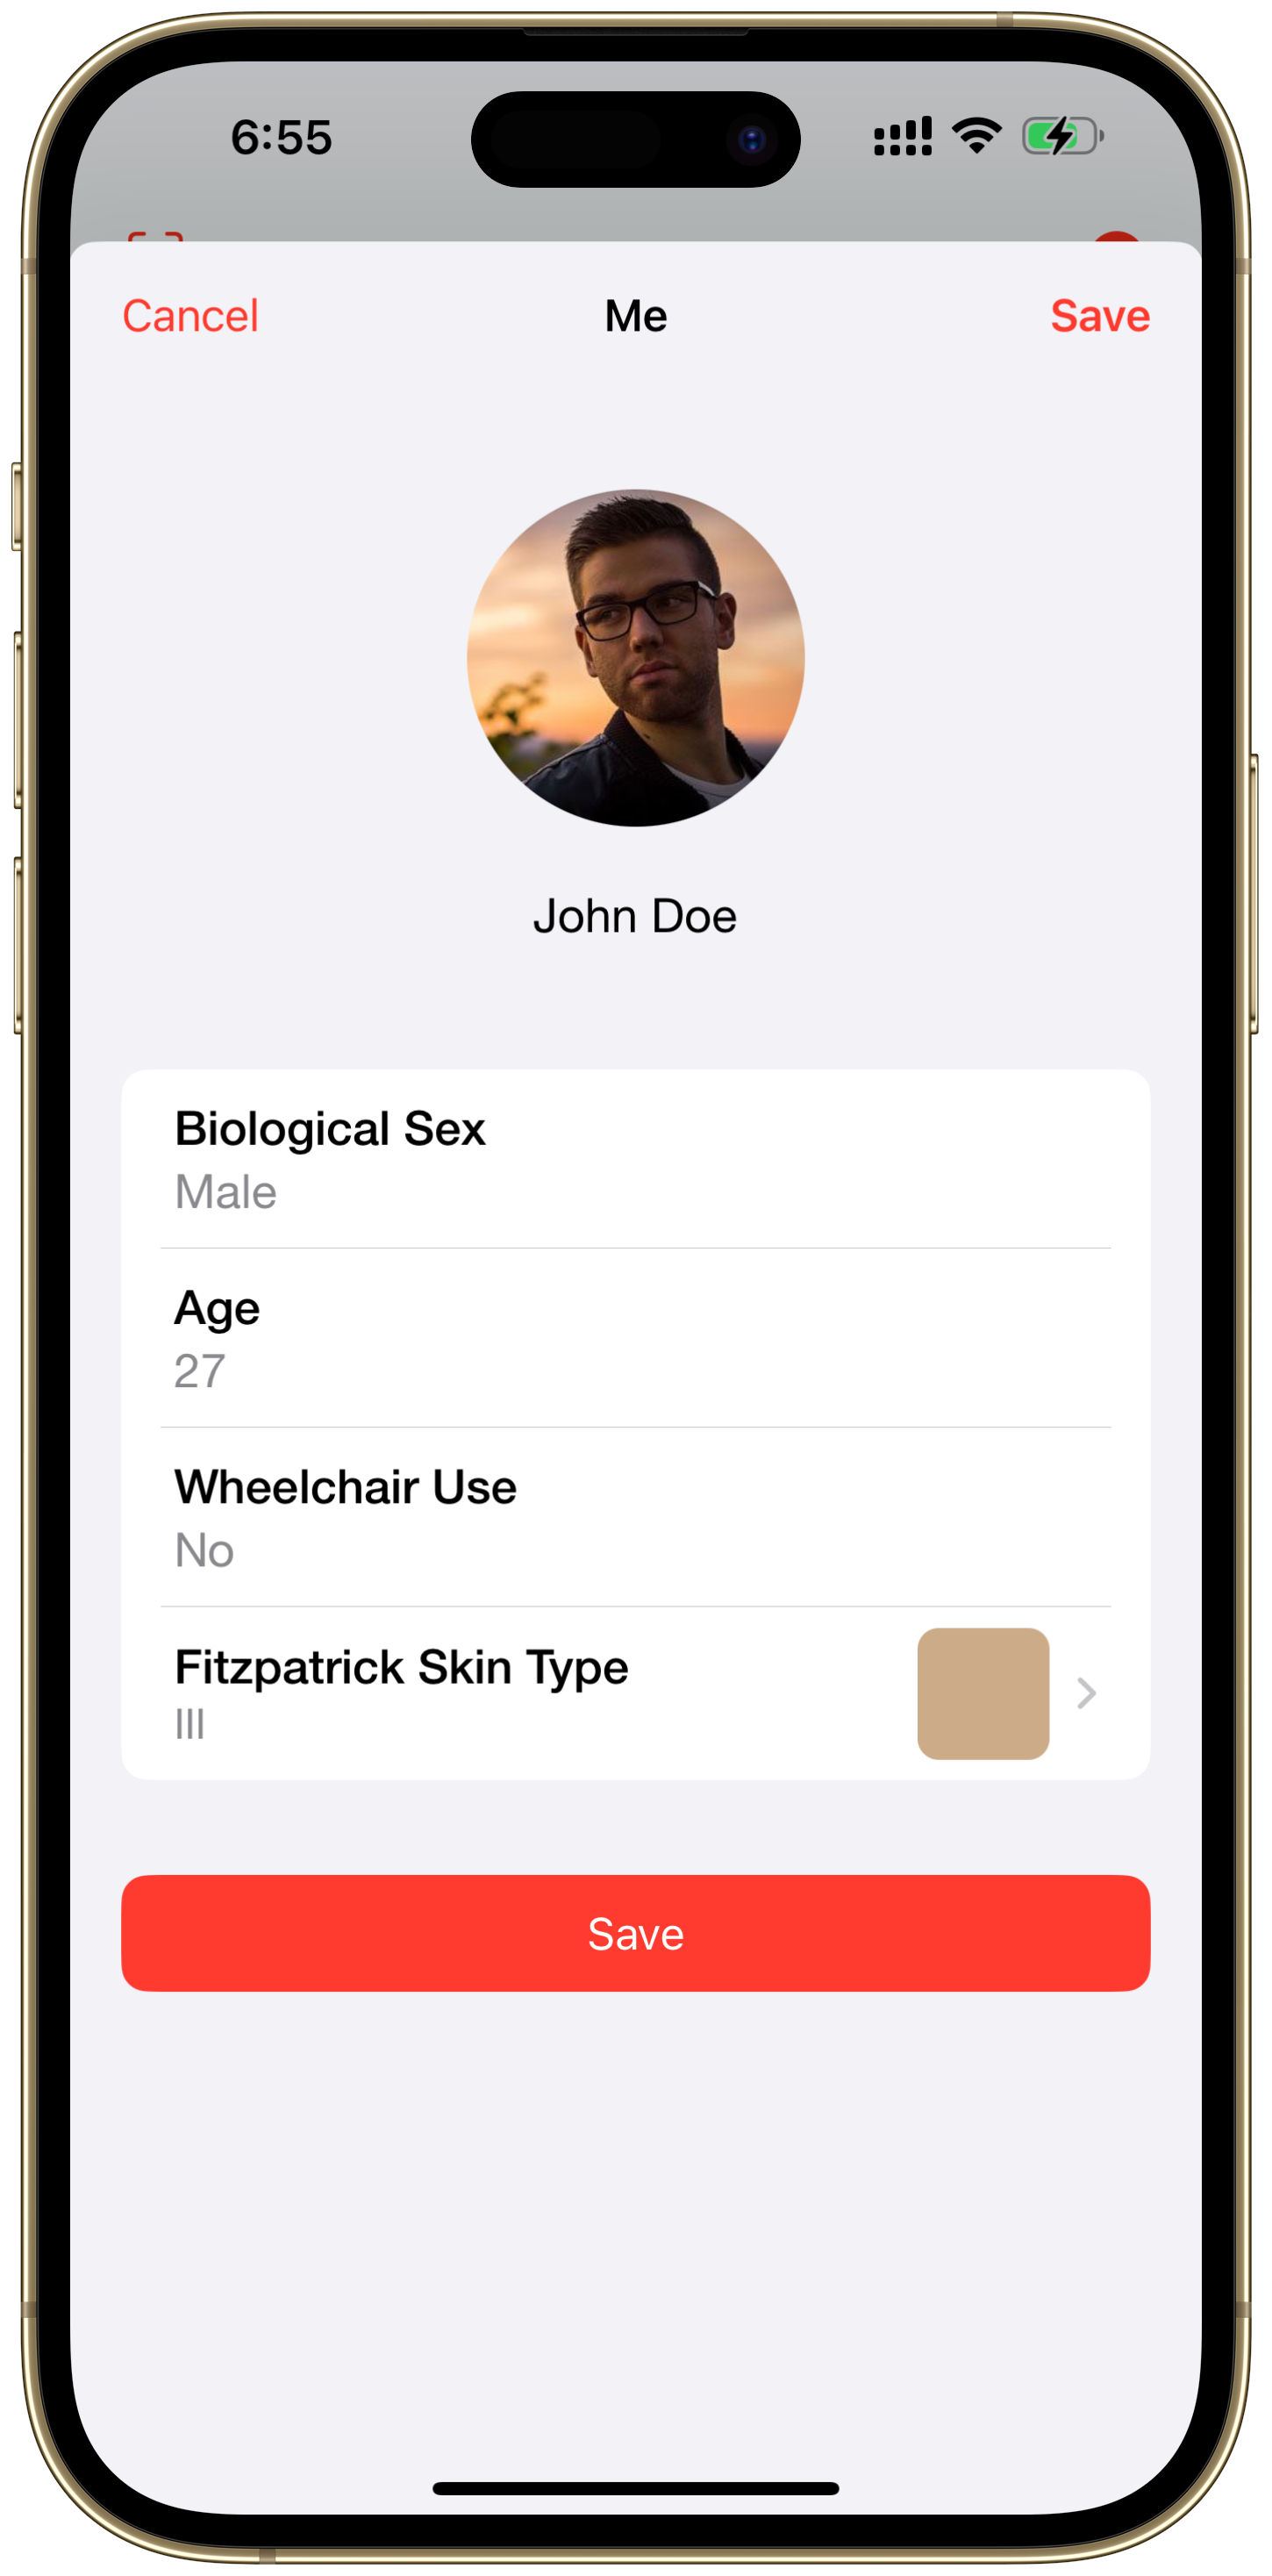 6:55
Cancel Me Save
John Doe
Biological Sex
Male
Age
27
Wheelchair Use
No
Fitzpatrick Skin Type
III
Save